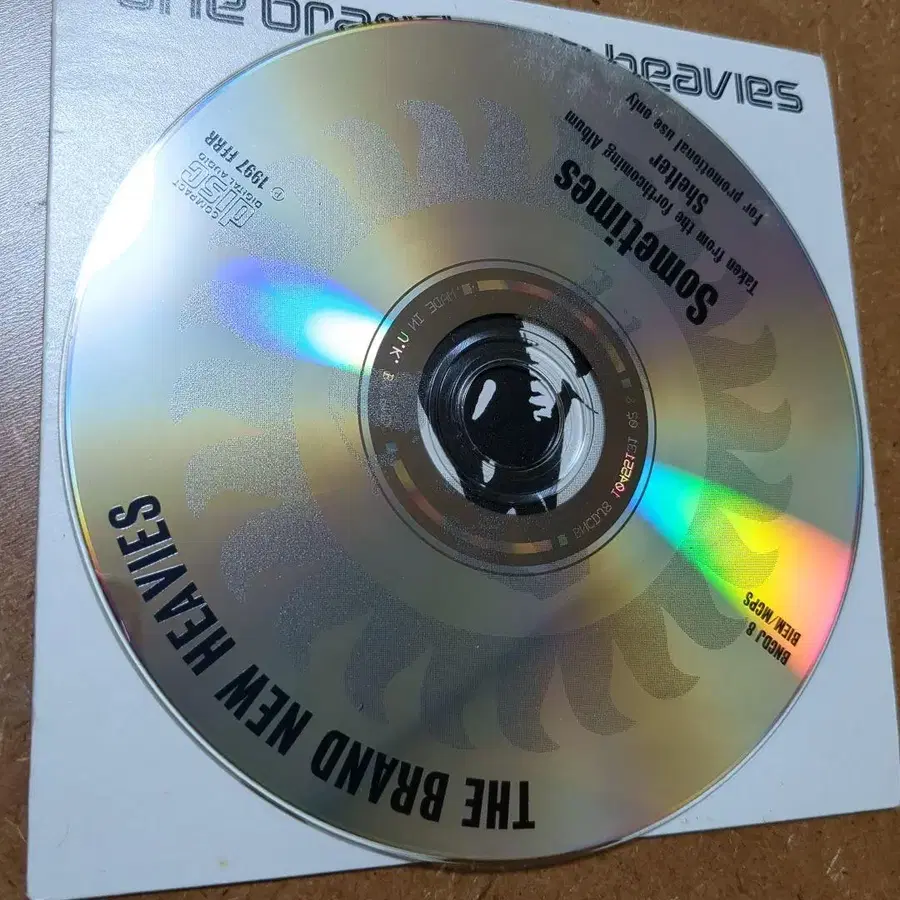 the brand new heavies
THE BRAND NEW HEAVIES
Sometimes
Taken from the forthcoming Album
Shelter
For promotional use only
COMPACT
disc
DIGITAL AUDIO
℗ 1997 FFRR
BNCDJ 8
BIEM/MCPS
MADE IN U.K.